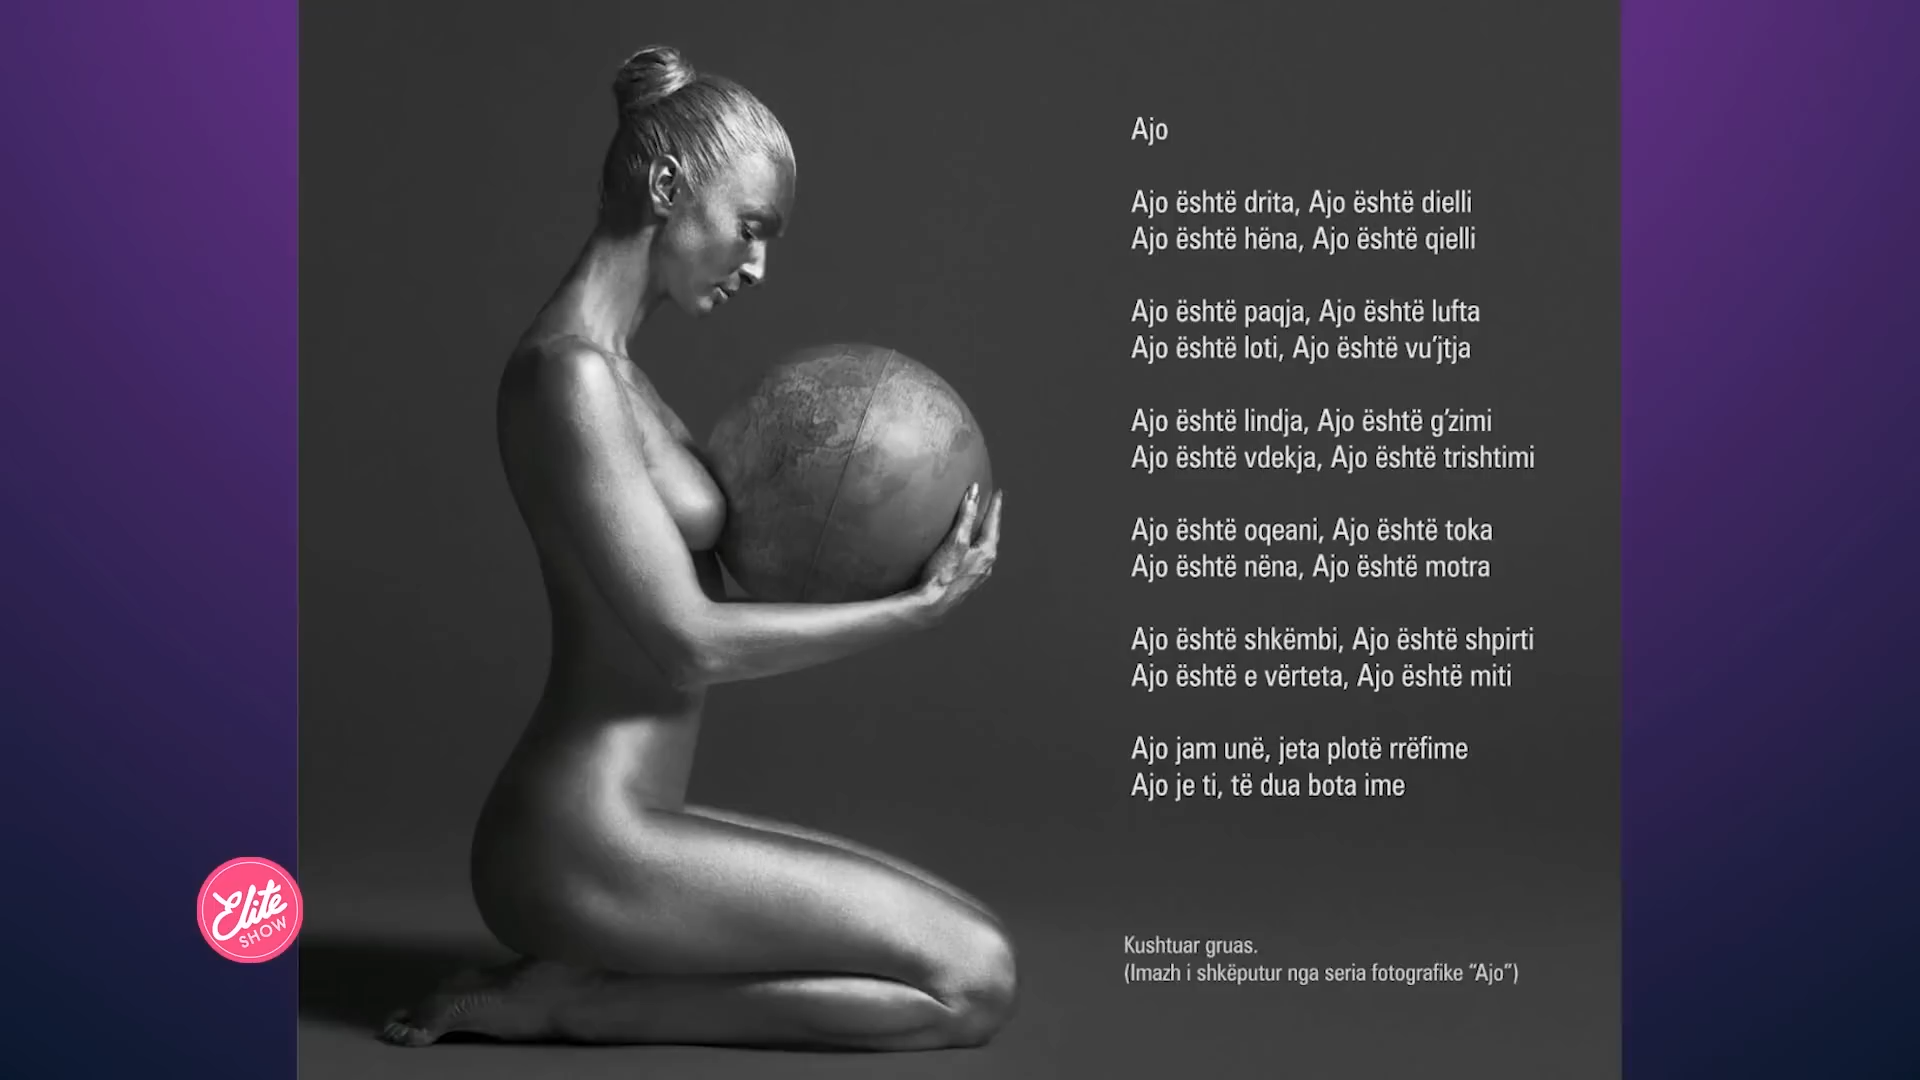 Ajo
Ajo është drita, Ajo është dielli
Ajo është hëna, Ajo është qielli
Ajo është paqja, Ajo është lufta
Ajo është loti, Ajo është vu’jtja
Ajo është lindja, Ajo është g’zimi
Ajo është vdekja, Ajo është trishtimi
Ajo është oqeani, Ajo është toka
Ajo është nëna, Ajo është motra
Ajo është shkëmbi, Ajo është shpirti
Ajo është e vërteta, Ajo është miti
Ajo jam unë, jeta plotë rrëfime
Ajo je ti, të dua bota ime
Kushtuar gruas.
(Imazh i shkëputur nga seria fotografike “Ajo”)
Elite
SHOW